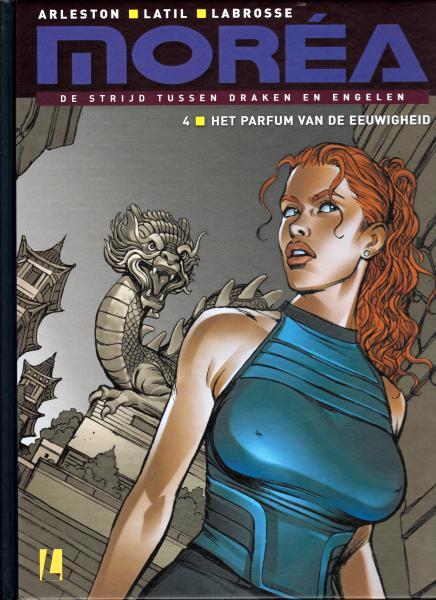 ARLESTON ■ LATIL ■ LABROSSE
MORÉA
DE STRIJD TUSSEN DRAKEN EN ENGELEN
4 ■ HET PARFUM VAN DE EEUWIGHEID
L